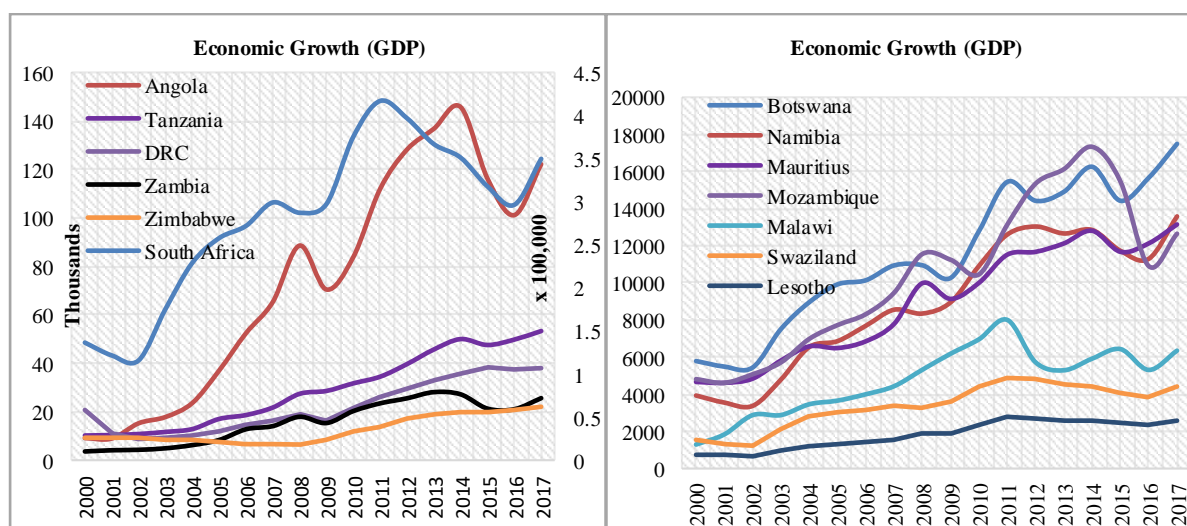 Economic Growth (GDP)
160
140
120
100
80
60
40
20
0
Thousands
Angola
Tanzania
DRC
Zambia
Zimbabwe
South Africa
4.5
4
3.5
3
2.5
2
1.5
1
0.5
0
x 100,000
2000 2001 2002 2003 2004 2005 2006 2007 2008 2009 2010 2011 2012 2013 2014 2015 2016 2017
Economic Growth (GDP)
20000
18000
16000
14000
12000
10000
8000
6000
4000
2000
0
Botswana
Namibia
Mauritius
Mozambique
Malawi
Swaziland
Lesotho
2000 2001 2002 2003 2004 2005 2006 2007 2008 2009 2010 2011 2012 2013 2014 2015 2016 2017